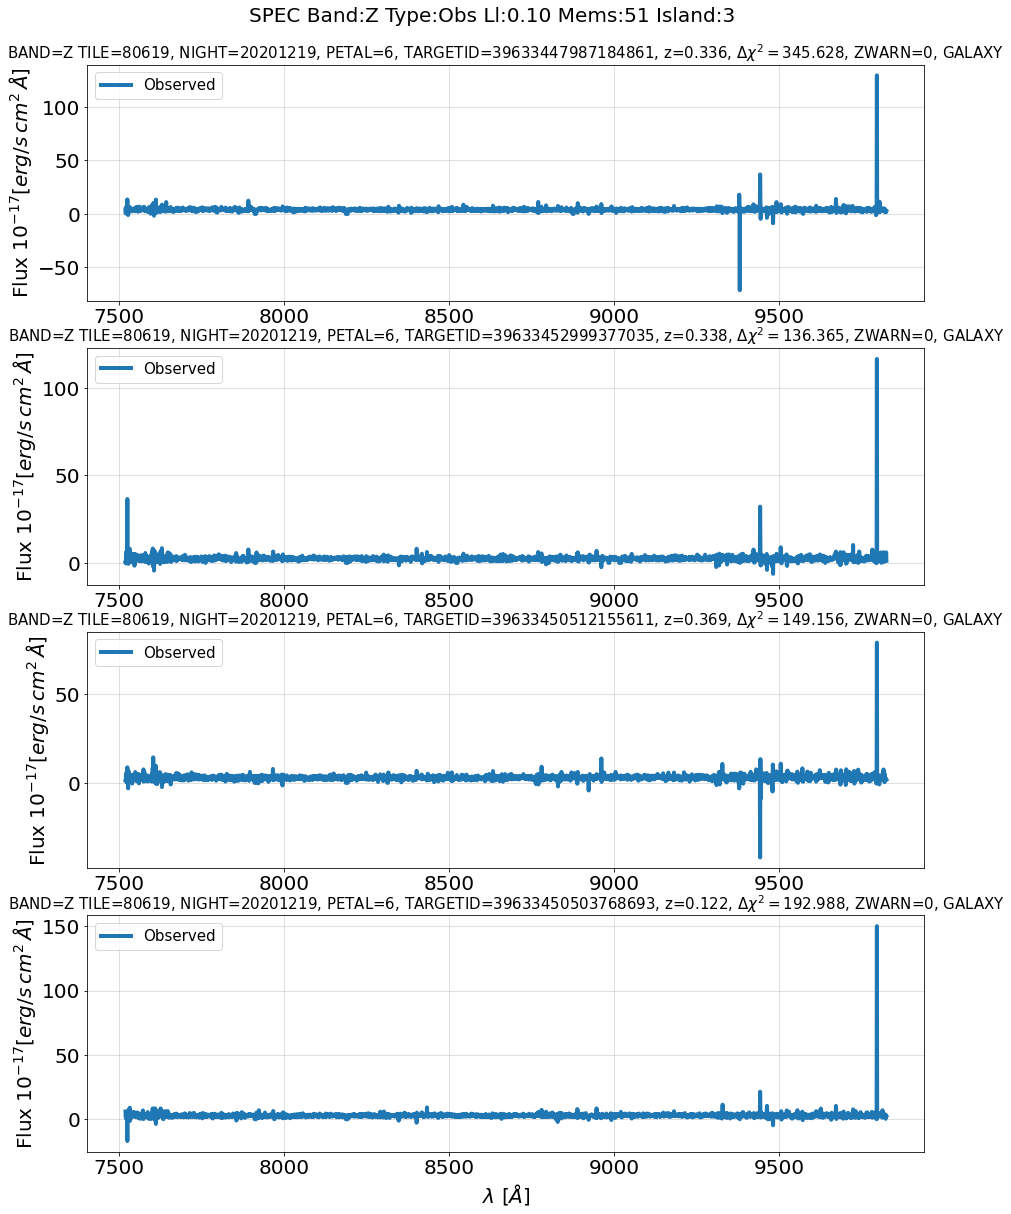 SPEC Band:Z Type:Obs Ll:0.10 Mems:51 Island:3
BAND=Z TILE=80619, NIGHT=20201219, PETAL=6, TARGETID=39633447987184861, z=0.336, Δχ²=345.628, ZWARN=0, GALAXY
Observed
Flux 10⁻¹⁷[erg/s cm² Å]
100
50
0
−50
7500 8000 8500 9000 9500
BAND=Z TILE=80619, NIGHT=20201219, PETAL=6, TARGETID=39633452999377035, z=0.338, Δχ²=136.365, ZWARN=0, GALAXY
Observed
Flux 10⁻¹⁷[erg/s cm² Å]
100
50
0
7500 8000 8500 9000 9500
BAND=Z TILE=80619, NIGHT=20201219, PETAL=6, TARGETID=39633450512155611, z=0.369, Δχ²=149.156, ZWARN=0, GALAXY
Observed
Flux 10⁻¹⁷[erg/s cm² Å]
50
0
7500 8000 8500 9000 9500
BAND=Z TILE=80619, NIGHT=20201219, PETAL=6, TARGETID=39633450503768693, z=0.122, Δχ²=192.988, ZWARN=0, GALAXY
Observed
Flux 10⁻¹⁷[erg/s cm² Å]
150
100
50
0
7500 8000 8500 9000 9500
λ [Å]